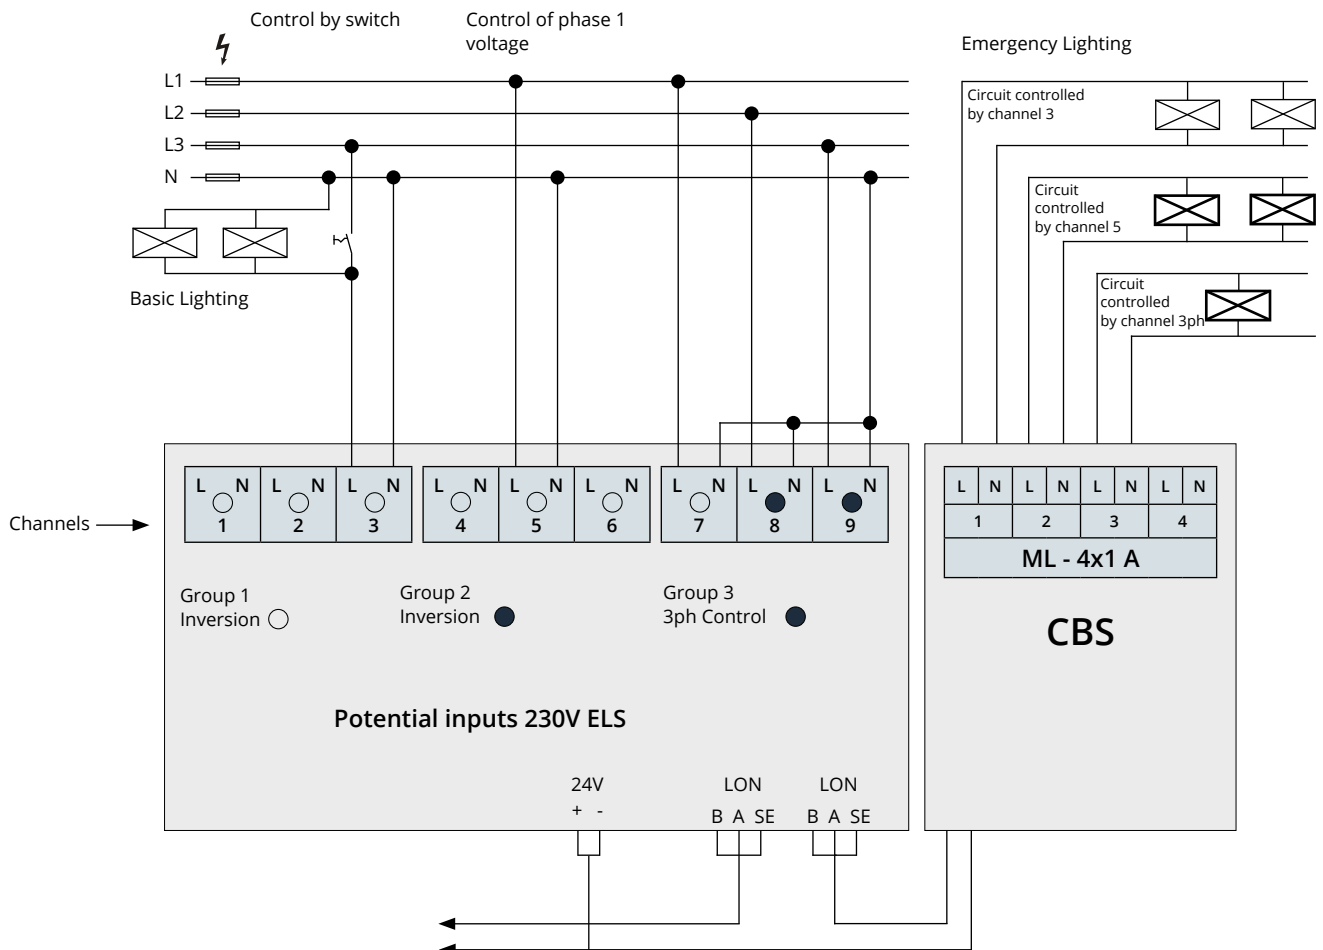 Control by switch
Control of phase 1
voltage
Emergency Lighting
L1
L2
L3
N
Circuit controlled
by channel 3
Circuit
controlled
by channel 5
Circuit
controlled
by channel 3ph
Basic Lighting
Channels
L N L N L N L N L N L N L N L N L N
1 2 3 4 5 6 7 8 9
L N L N L N L N
1 2 3 4
ML - 4x1 A
CBS
Group 1
Inversion
Group 2
Inversion
Group 3
3ph Control
Potential inputs 230V ELS
24V
+ -
LON
B A SE
LON
B A SE